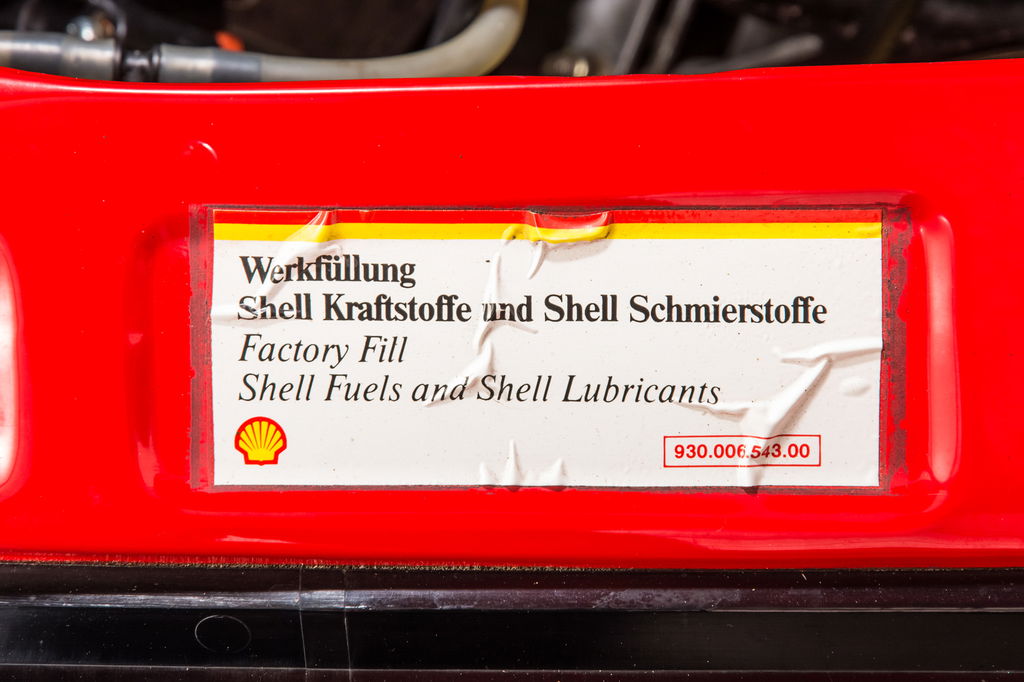 Werkfüllung
Shell Kraftstoffe und Shell Schmierstoffe
Factory Fill
Shell Fuels and Shell Lubricants
930.006.543.00